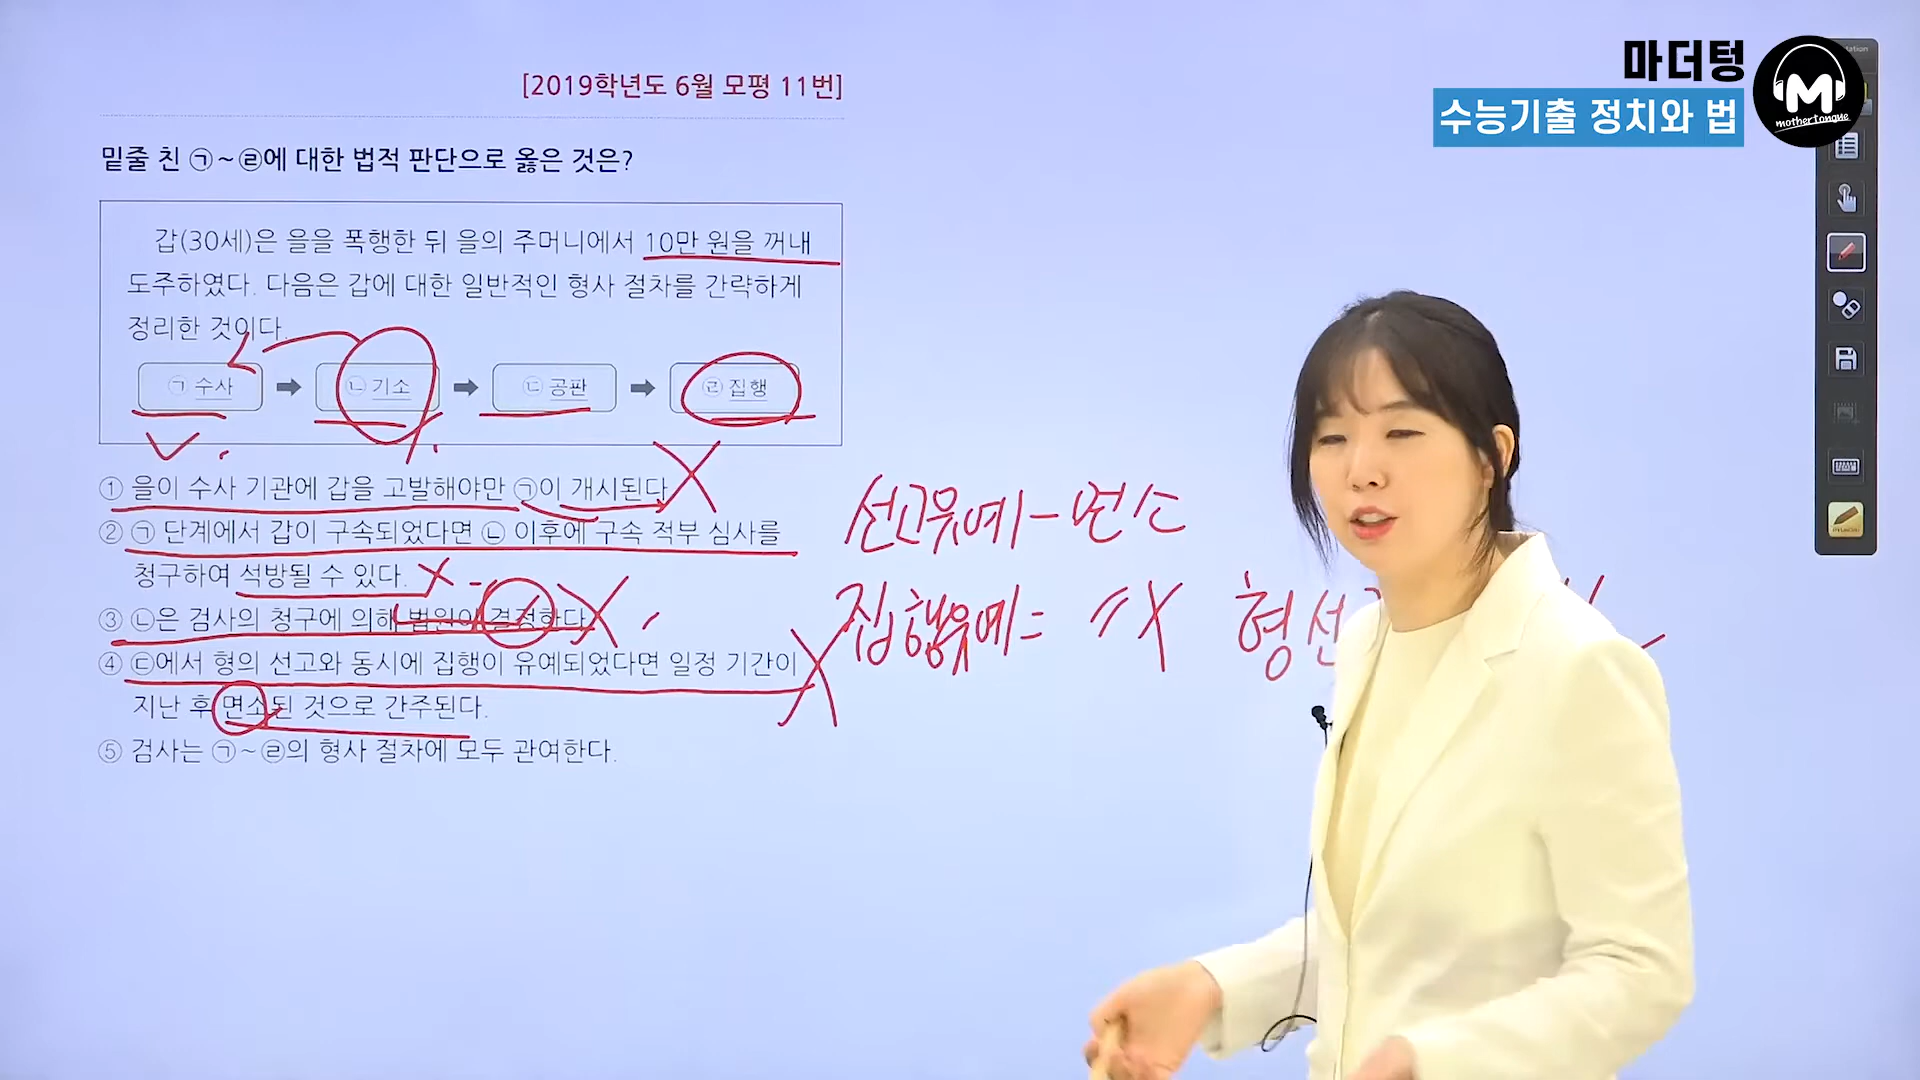 마더텅
수능기출 정치와 법
M
mothertongue
[2019학년도 6월 모평 11번]
밑줄 친 ㉠~㉣에 대한 법적 판단으로 옳은 것은?
갑(30세)은 을을 폭행한 뒤 을의 주머니에서 10만 원을 꺼내
도주하였다. 다음은 갑에 대한 일반적인 형사 절차를 간략하게
정리한 것이다.
㉠ 수사 ➡ ㉡ 기소 ➡ ㉢ 공판 ➡ ㉣ 집행
① 을이 수사 기관에 갑을 고발해야만 ㉠이 개시된다.
② ㉠ 단계에서 갑이 구속되었다면 ㉡ 이후에 구속 적부 심사를
청구하여 석방될 수 있다.
③ ㉡은 검사의 청구에 의해 법원이 결정한다.
④ ㉢에서 형의 선고와 동시에 집행이 유예되었다면 일정 기간이
지난 후 면소된 것으로 간주된다.
⑤ 검사는 ㉠~㉣의 형사 절차에 모두 관여한다.
선고유예 - 면소
집행유예 = 〃 X 형선